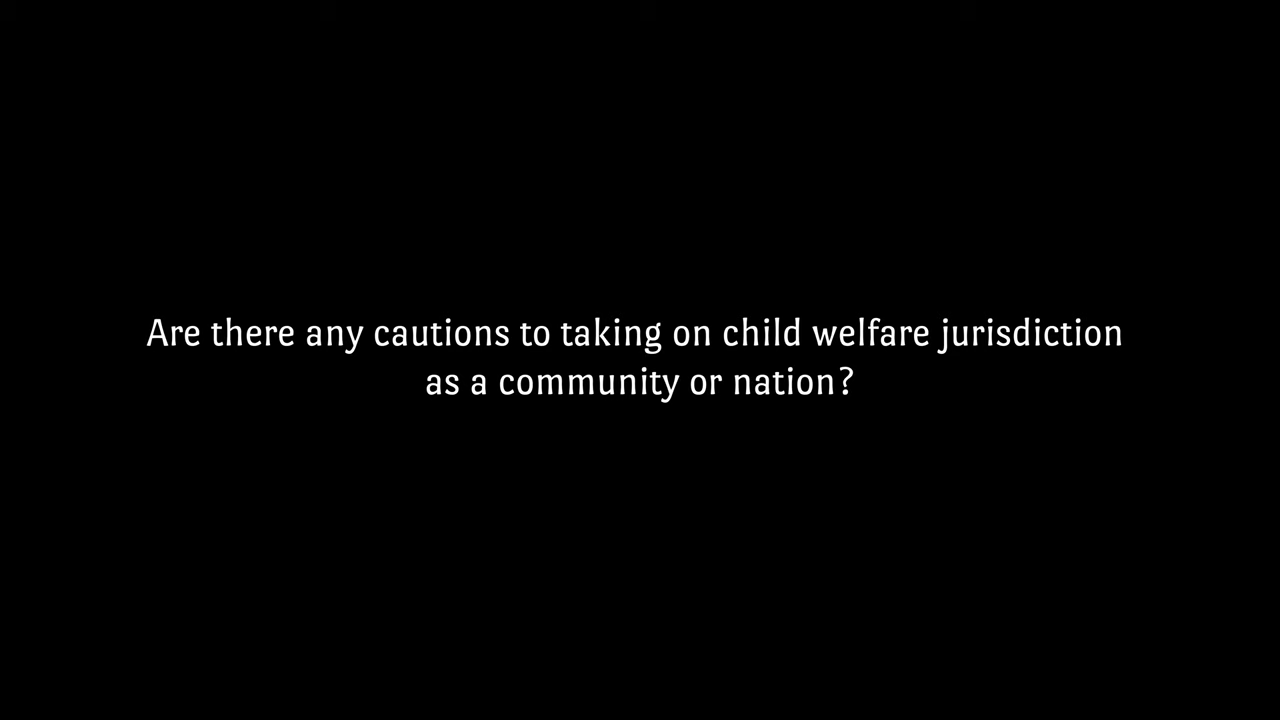 Are there any cautions to taking on child welfare jurisdiction
as a community or nation?